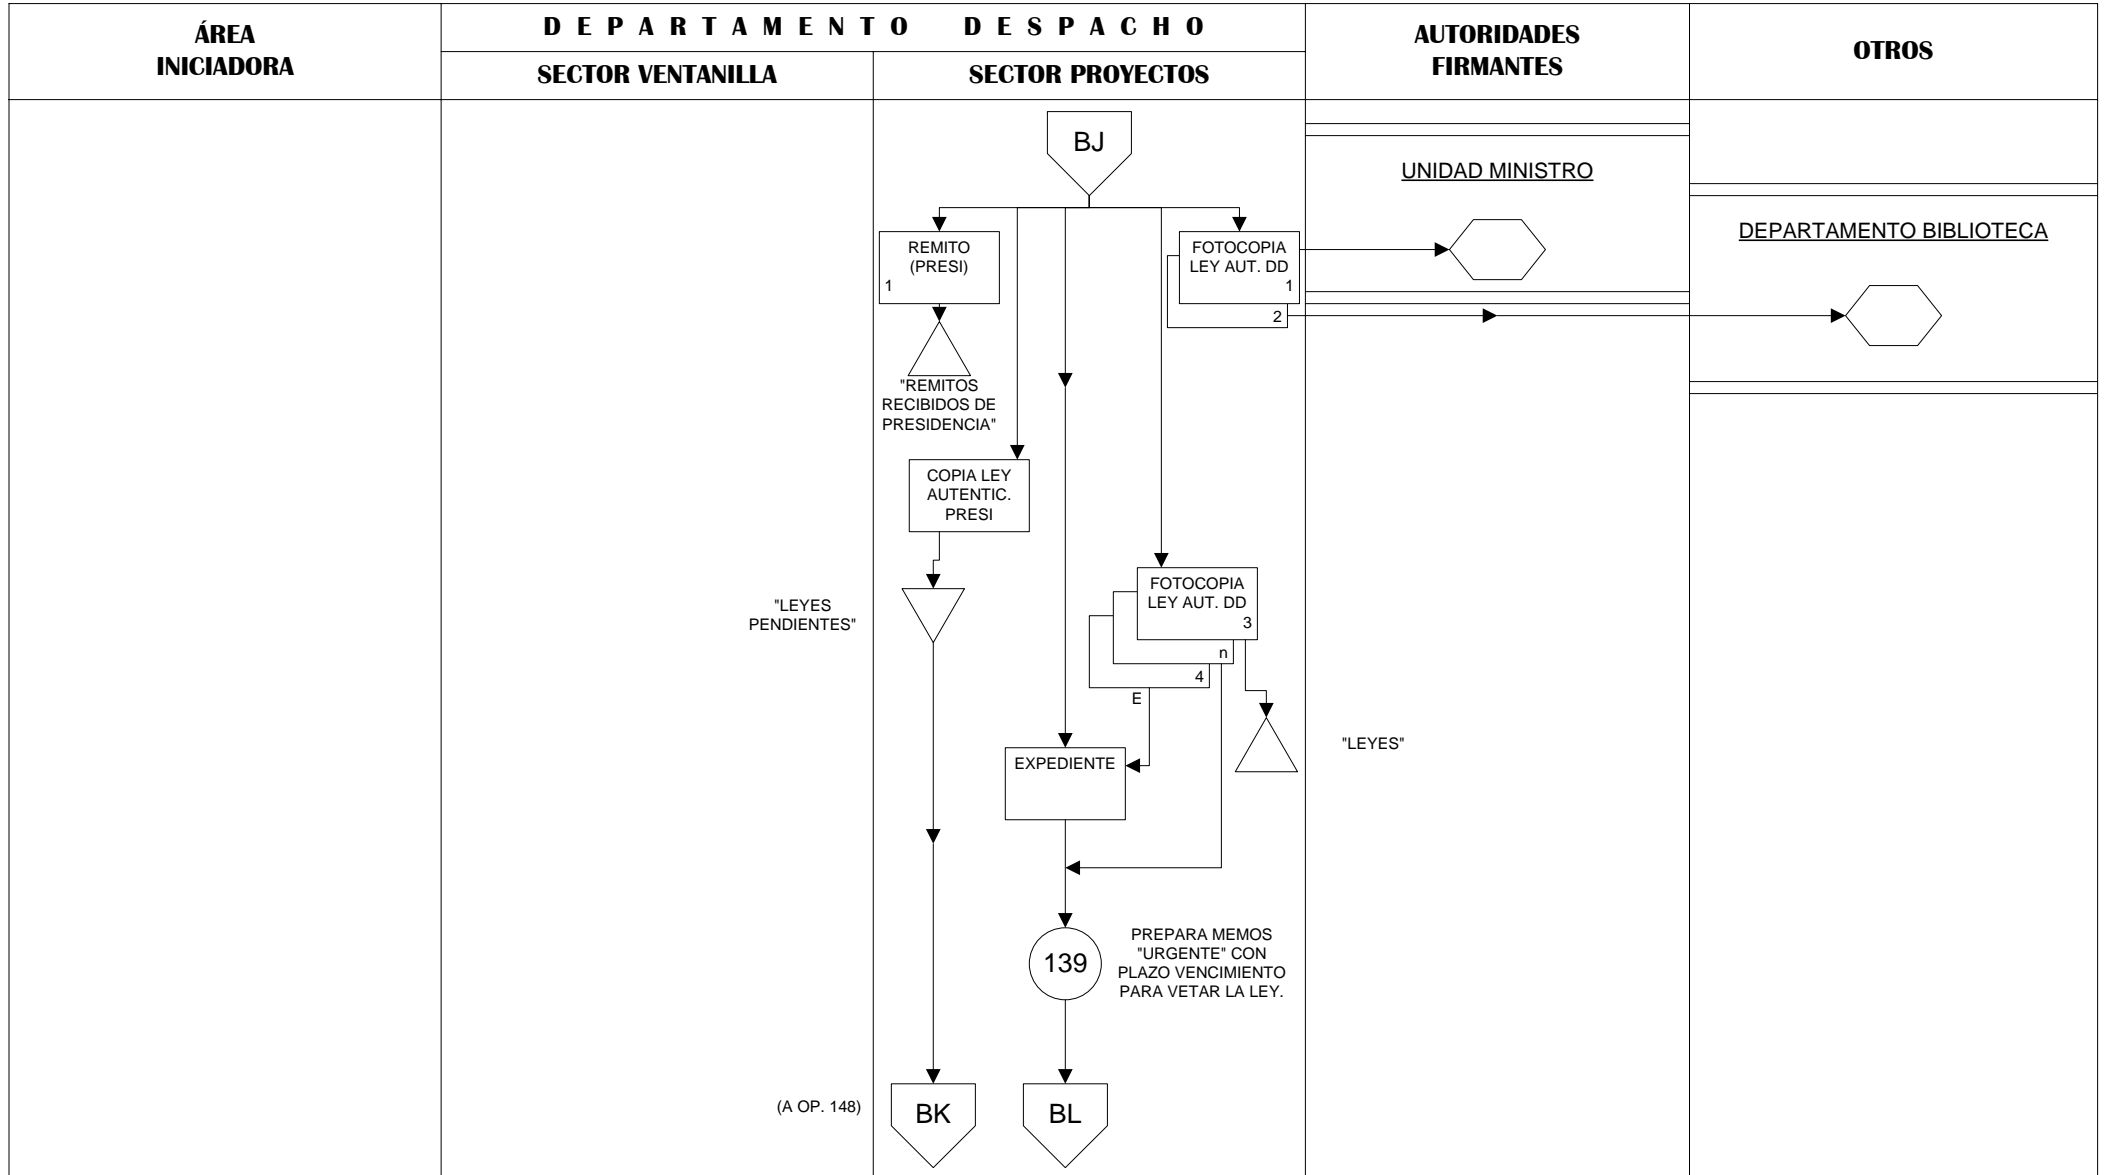 ÁREA
INICIADORA
DEPARTAMENTO DESPACHO
SECTOR VENTANILLA
SECTOR PROYECTOS
AUTORIDADES
FIRMANTES
OTROS
BJ
UNIDAD MINISTRO
DEPARTAMENTO BIBLIOTECA
REMITO
(PRESI)
1
FOTOCOPIA
LEY AUT. DD
1
2
"REMITOS
RECIBIDOS DE
PRESIDENCIA"
COPIA LEY
AUTENTIC.
PRESI
"LEYES
PENDIENTES"
FOTOCOPIA
LEY AUT. DD
3
n
4
E
EXPEDIENTE
"LEYES"
139
PREPARA MEMOS
"URGENTE" CON
PLAZO VENCIMIENTO
PARA VETAR LA LEY.
(A OP. 148)
BK
BL